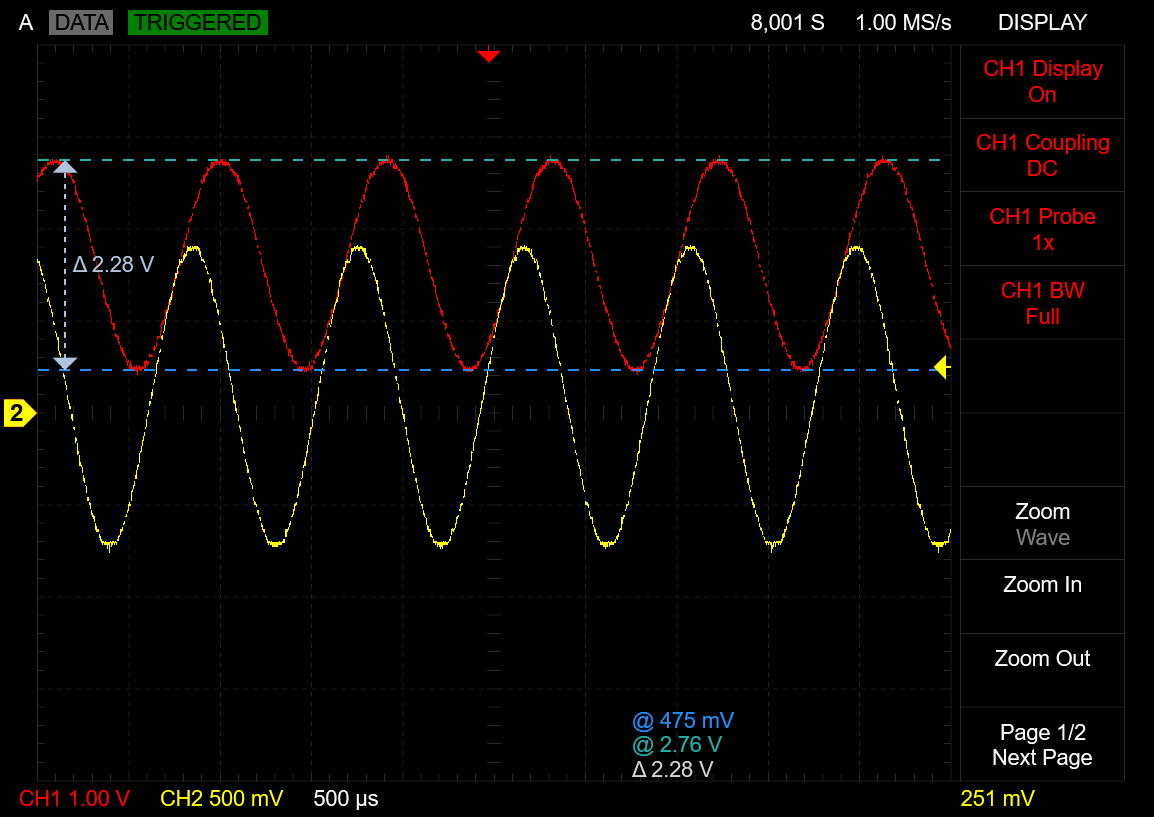 A DATA TRIGGERED 8,001 S 1.00 MS/s DISPLAY
CH1 Display
On
CH1 Coupling
DC
CH1 Probe
1x
CH1 BW
Full
Δ 2.28 V
2
Zoom
Wave
Zoom In
Zoom Out
Page 1/2
Next Page
@ 475 mV
@ 2.76 V
Δ 2.28 V
CH1 1.00 V CH2 500 mV 500 µs 251 mV